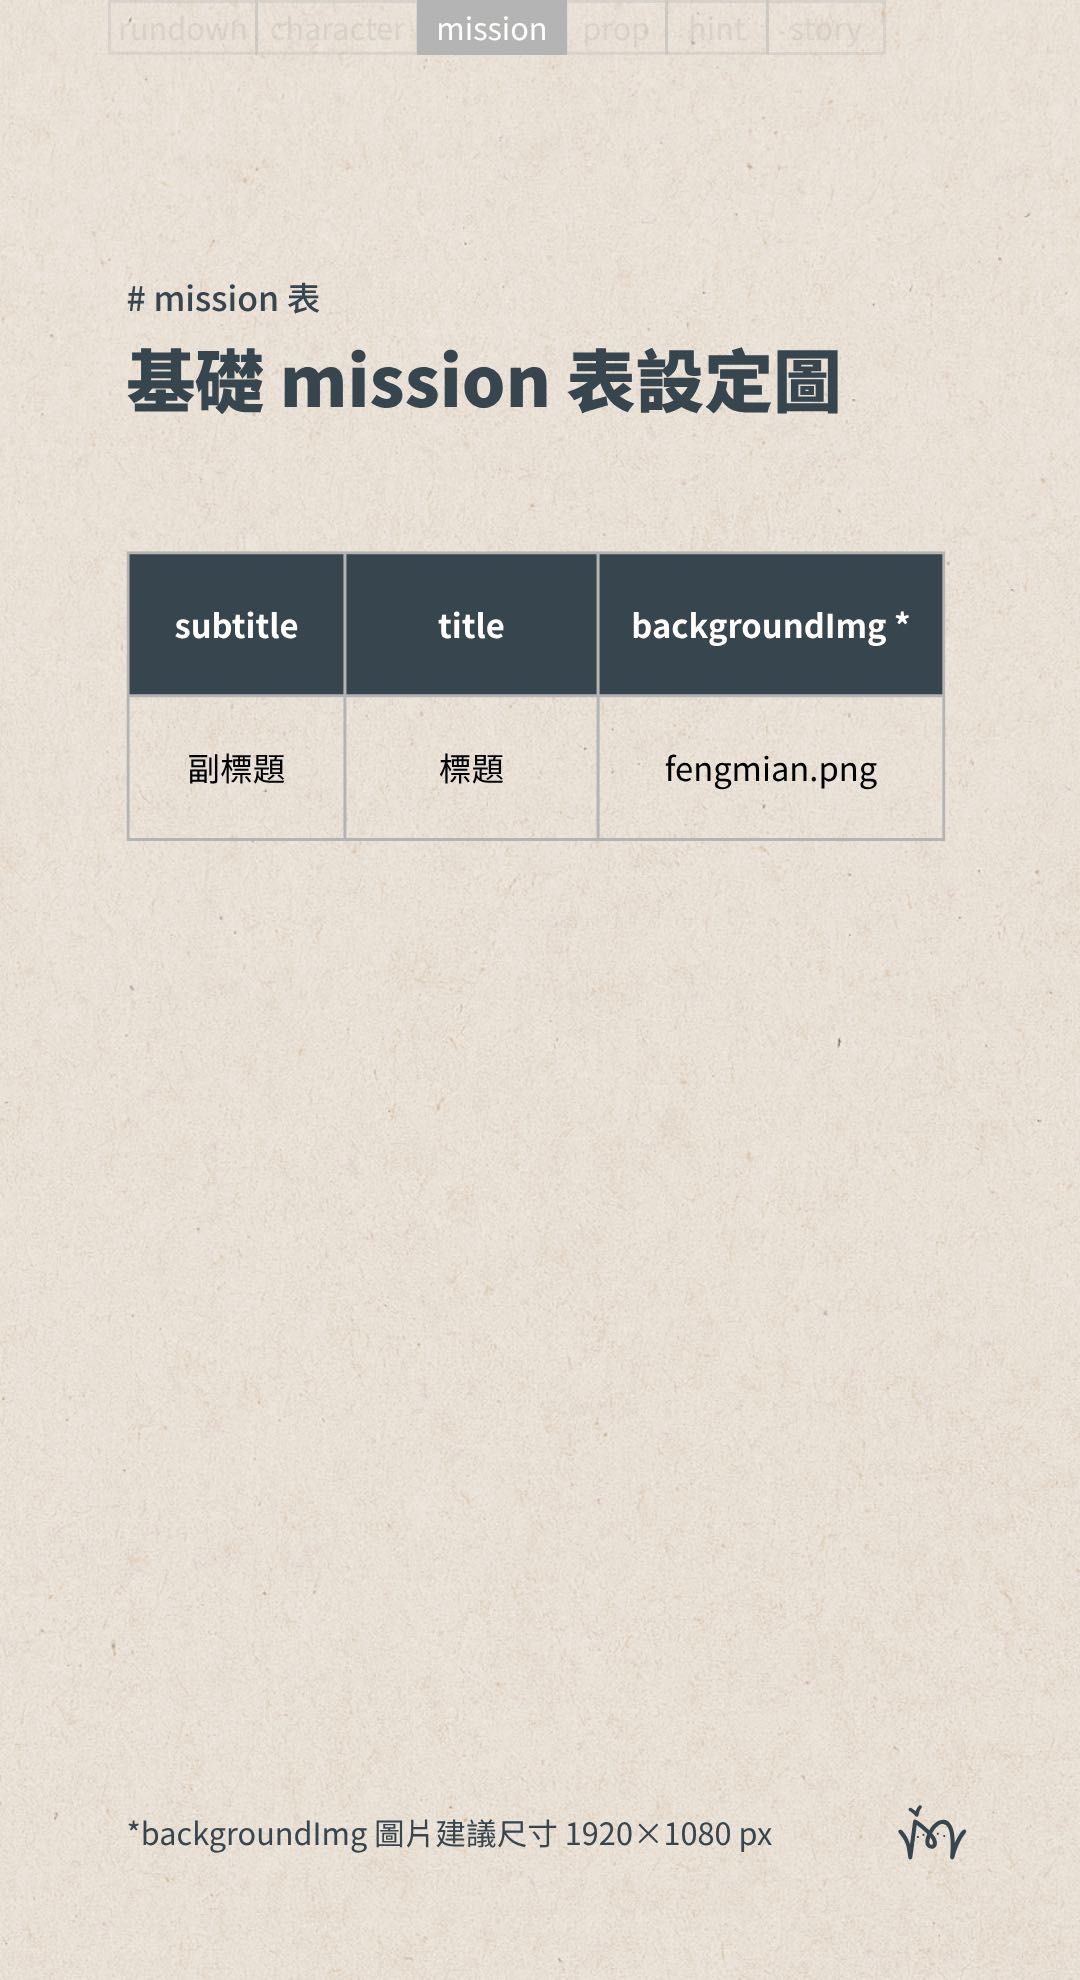 rundown character mission prop hint story
# mission 表
基礎 mission 表設定圖
subtitle title backgroundImg *
副標題 標題 fengmian.png
*backgroundImg 圖片建議尺寸 1920×1080 px